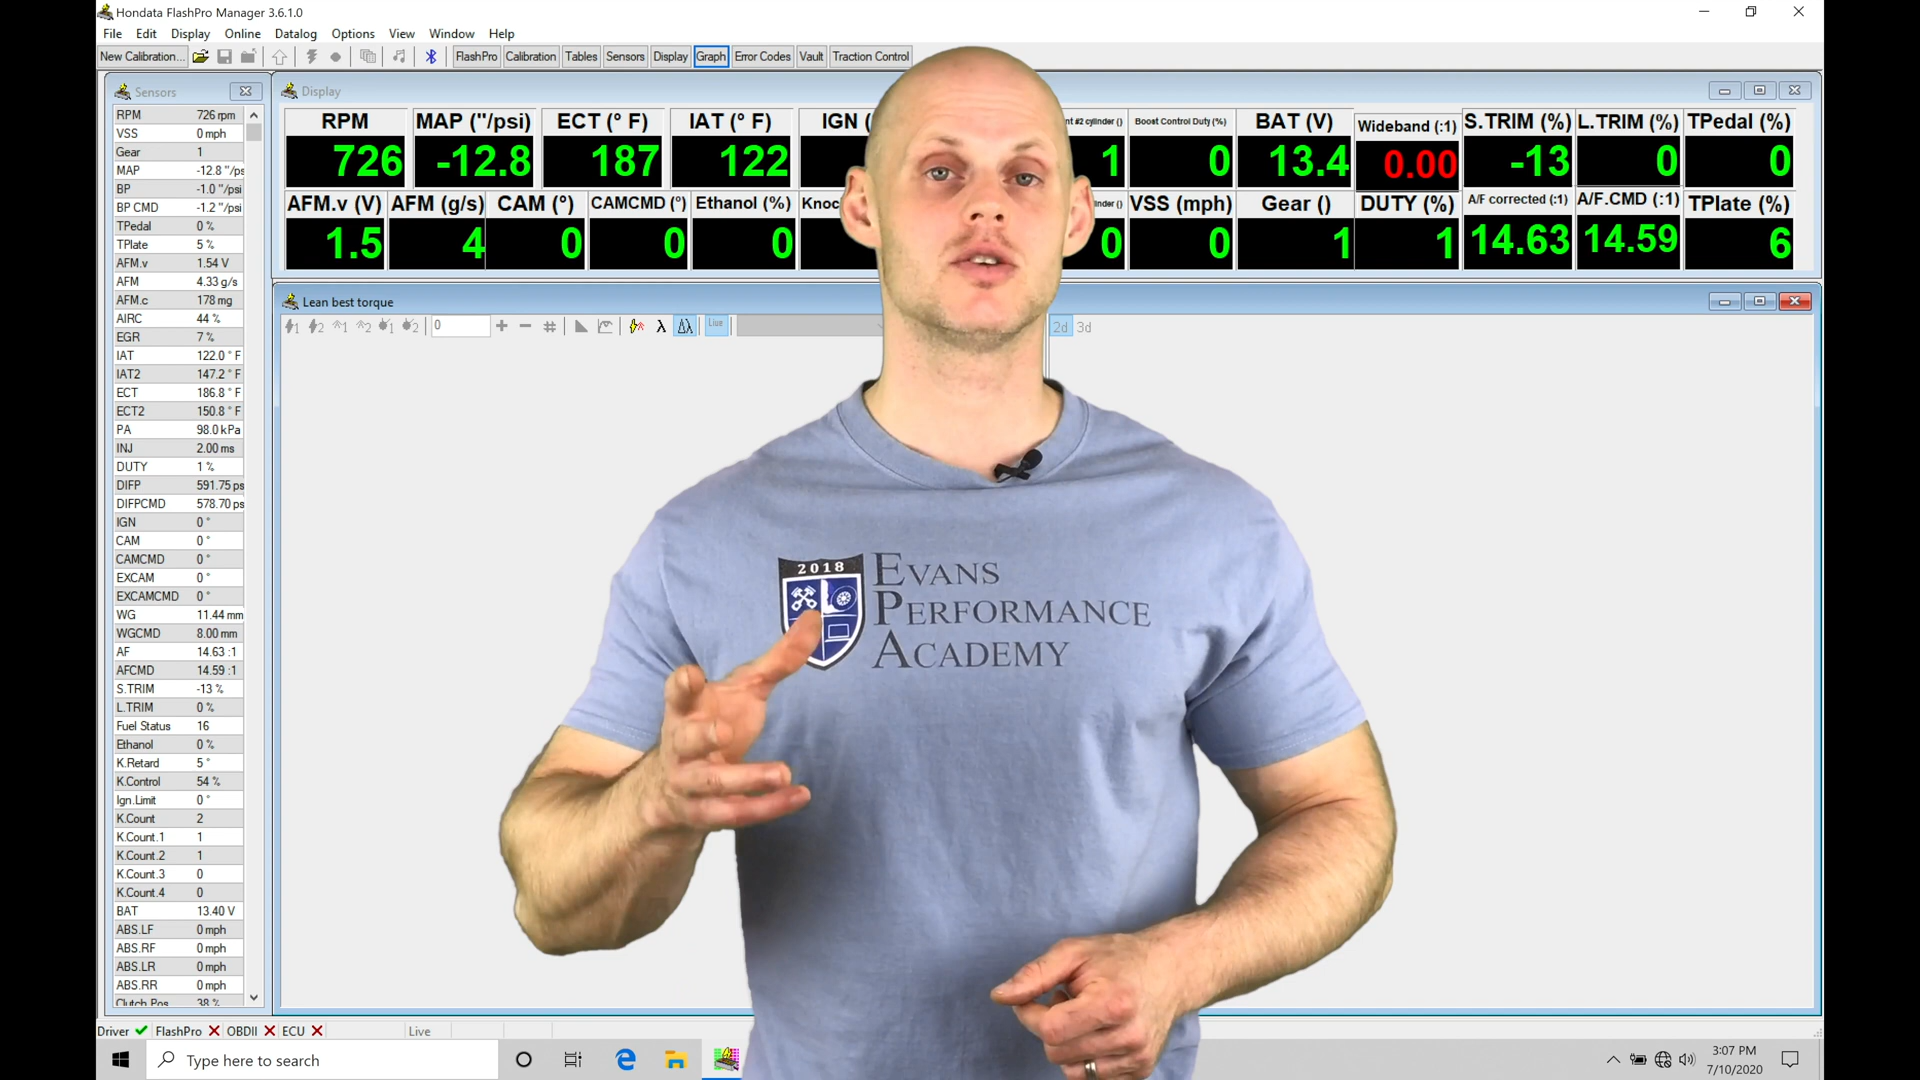 Hondata FlashPro Manager 3.6.1.0
File Edit Display Online Datalog Options View Window Help
New Calibration... FlashPro Calibration Tables Sensors Display Graph Error Codes Vault Traction Control
Sensors
RPM 726 rpm
VSS 0 mph
Gear 1
MAP -12.8 "/psi
BP -1.0 "/psi
BP CMD -1.2 "/psi
TPedal 0 %
TPlate 5 %
AFM.v 1.54 V
AFM 4.33 g/s
AFM.c 178 mg
AIRC 44 %
EGR 7 %
IAT 122.0 ° F
IAT2 147.2 ° F
ECT 186.8 ° F
ECT2 150.8 ° F
PA 98.0 kPa
INJ 2.00 ms
DUTY 1 %
DIFP 591.75 ps
DIFPCMD 578.70 ps
IGN 0 °
CAM 0 °
CAMCMD 0 °
EXCAM 0 °
EXCAMCMD 0 °
WG 11.44 mm
WGCMD 8.00 mm
AF 14.63 :1
AFCMD 14.59 :1
S.TRIM -13 %
L.TRIM 0 %
Fuel Status 16
Ethanol 0 %
K.Retard 5 °
K.Control 54 %
Ign.Limit 0 °
K.Count 2
K.Count.1 1
K.Count.2 1
K.Count.3 0
K.Count.4 0
BAT 13.40 V
ABS.LF 0 mph
ABS.RF 0 mph
ABS.LR 0 mph
ABS.RR 0 mph
Clutch Pos 38 %
Display
RPM MAP ("/psi) ECT (° F) IAT (° F) IGN ( #2 cylinder () Boost Control Duty (%) BAT (V) Wideband (:1) S.TRIM (%) L.TRIM (%) TPedal (%)
726 -12.8 187 122 1 0 13.4 0.00 -13 0 0
AFM.v (V) AFM (g/s) CAM (°) CAMCMD (°) Ethanol (%) VSS (mph) Gear () DUTY (%) A/F corrected (:1) A/F.CMD (:1) TPlate (%)
1.5 4 0 0 0 0 0 1 1 14.63 14.59 6
Lean best torque
1 2 1 2 1 2 0 + − # λ Live 2d 3d
2018
EVANS
PERFORMANCE
ACADEMY
Driver FlashPro OBDII ECU Live
Type here to search
3:07 PM
7/10/2020